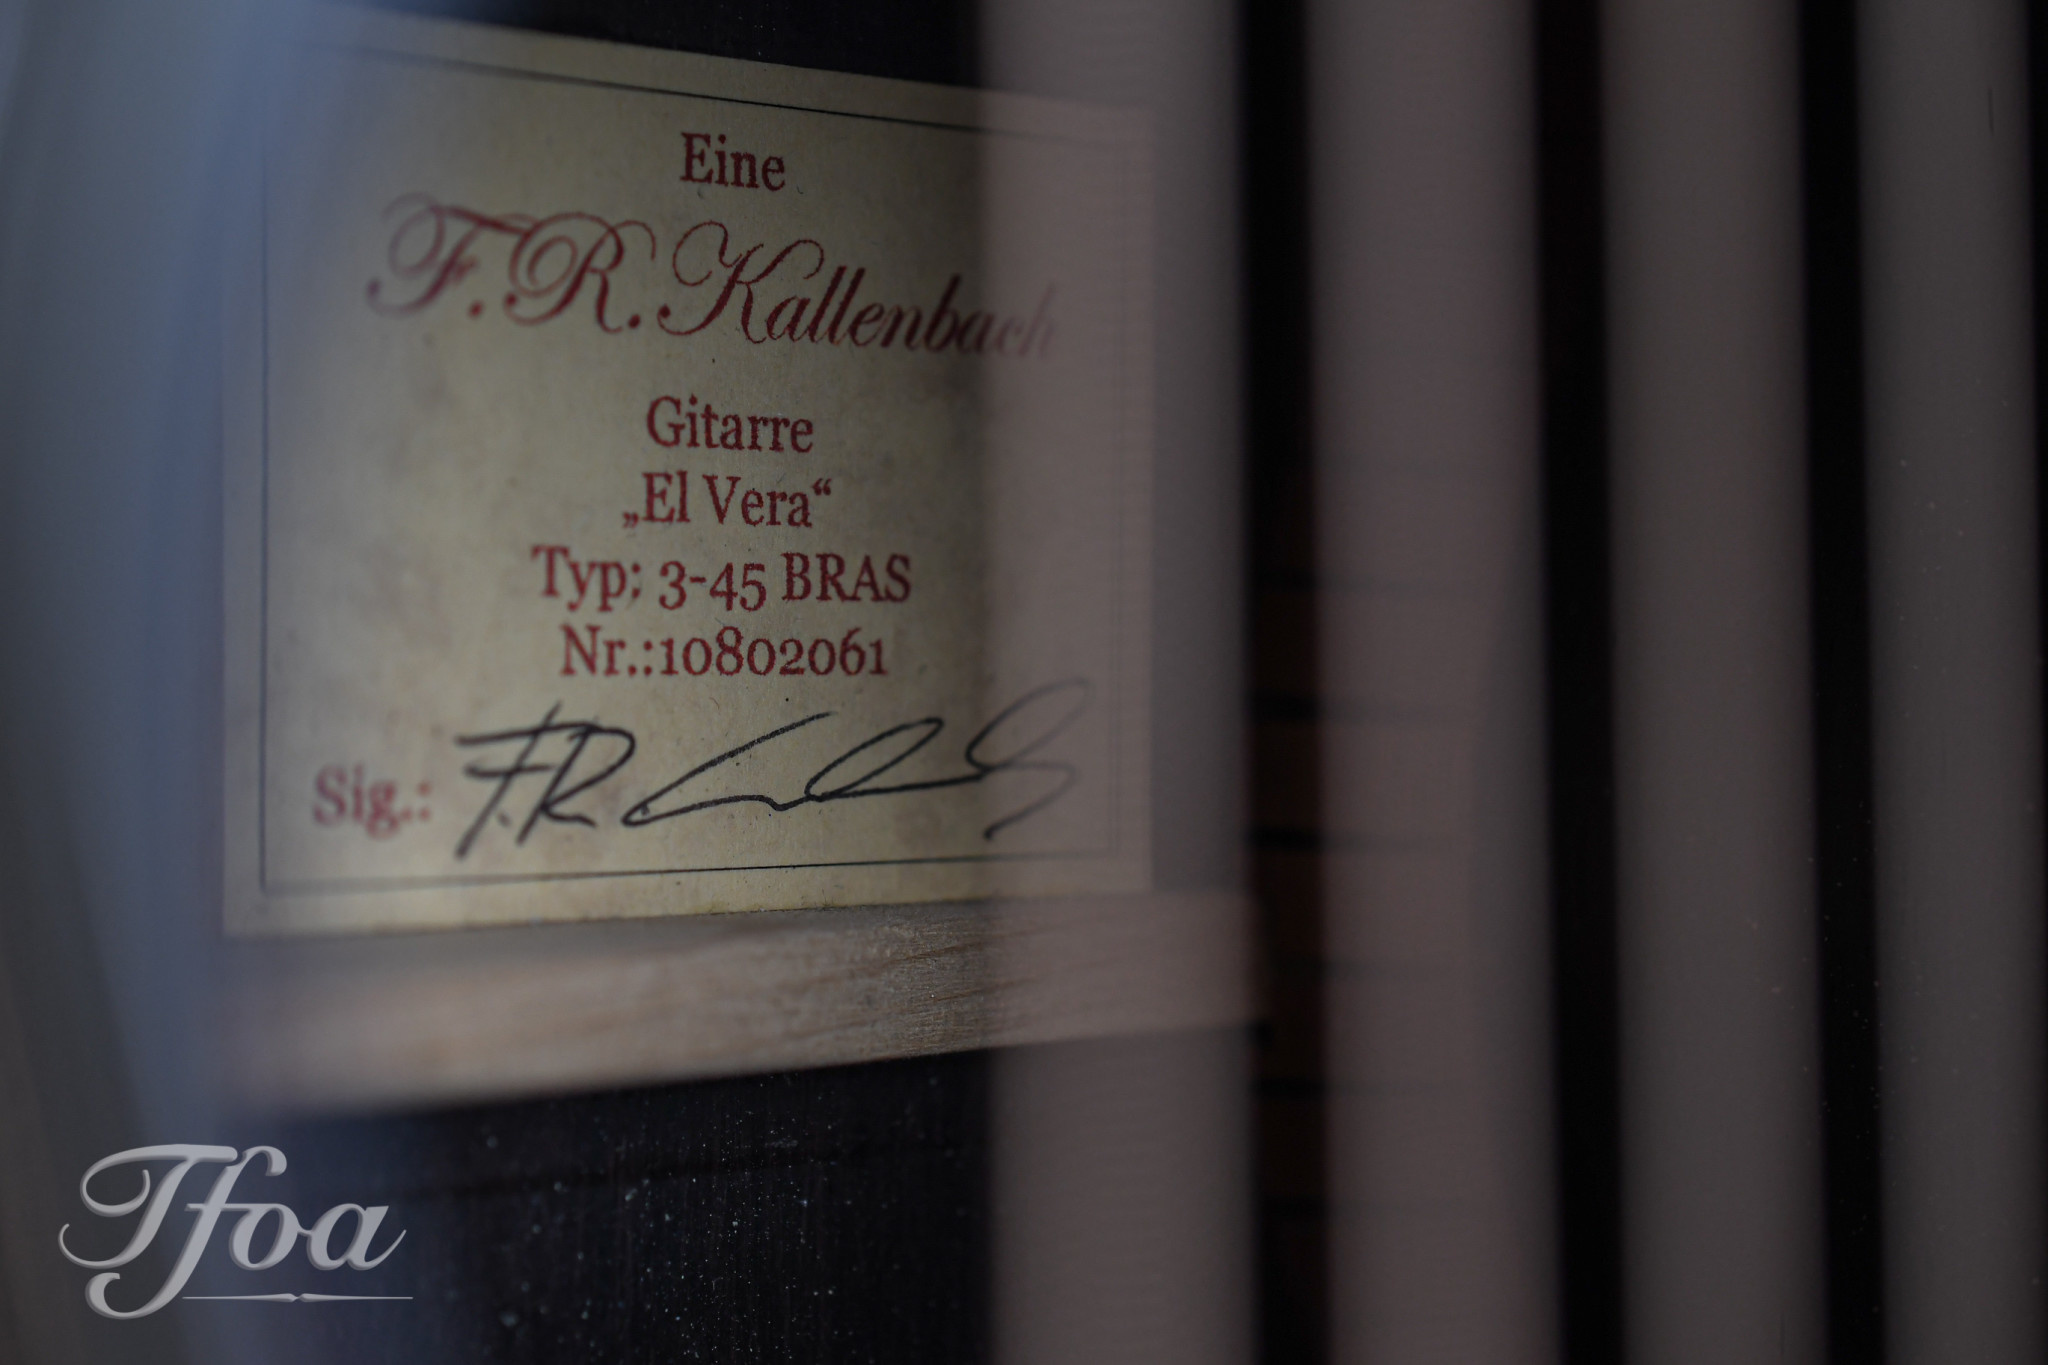 Eine
F.R.Kallenbach
Gitarre
„El Vera“
Typ: 3-45 BRAS
Nr.:10802061
Sig.: F.R.
Tfoa